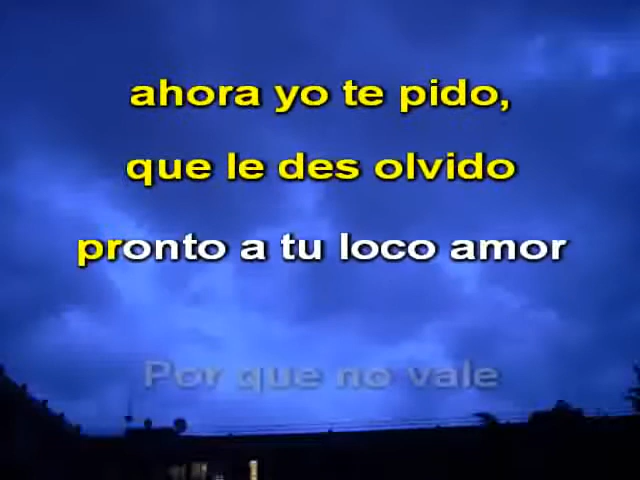 ahora yo te pido,
que le des olvido
pronto a tu loco amor
Por que no vale